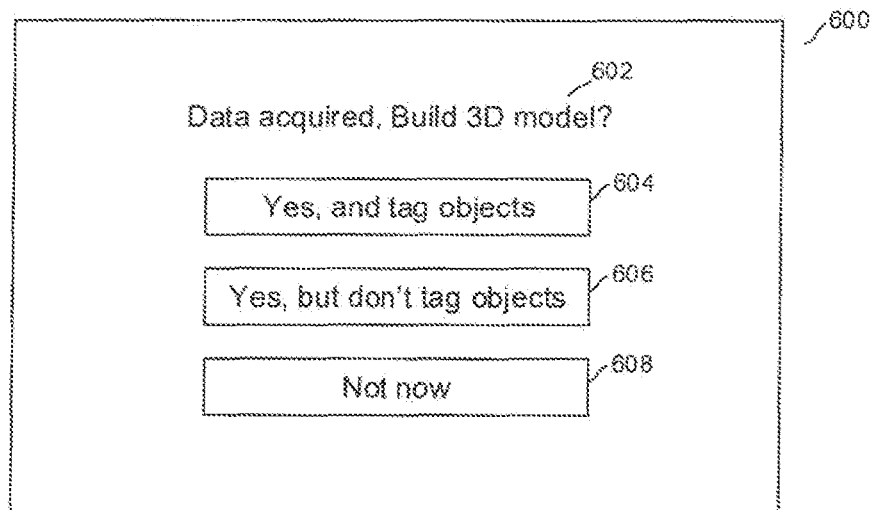 600
602
Data acquired, Build 3D model?
Yes, and tag objects
604
Yes, but don't tag objects
606
Not now
608